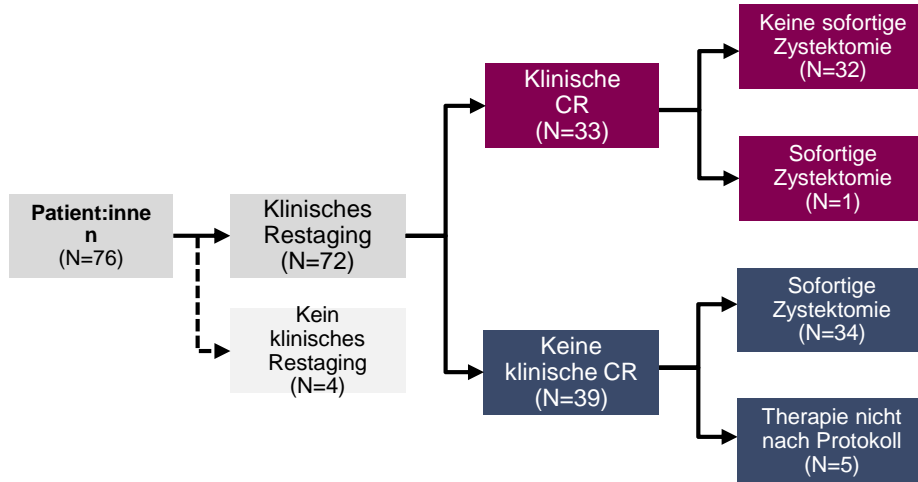 Patient:inne
n
(N=76)
Klinisches
Restaging
(N=72)
Kein
klinisches
Restaging
(N=4)
Klinische
CR
(N=33)
Keine
klinische CR
(N=39)
Keine sofortige
Zystektomie
(N=32)
Sofortige
Zystektomie
(N=1)
Sofortige
Zystektomie
(N=34)
Therapie nicht
nach Protokoll
(N=5)